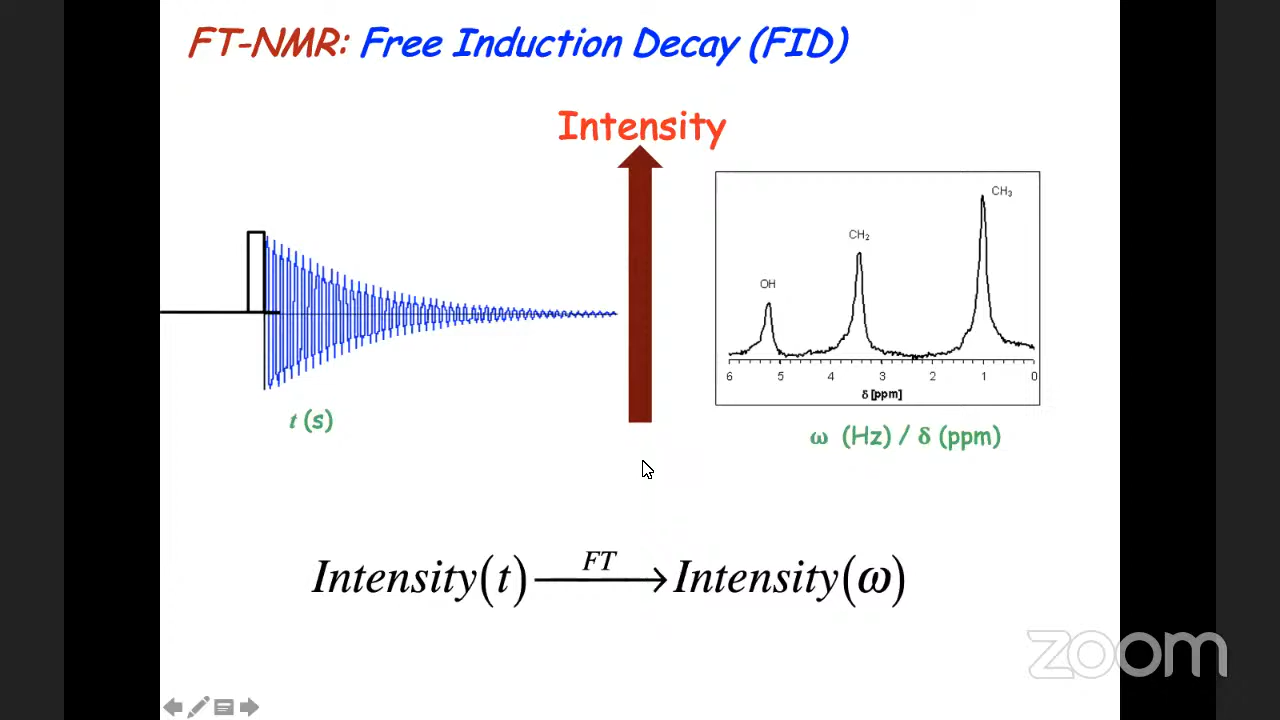 FT-NMR: Free Induction Decay (FID)
Intensity
CH₃
CH₂
OH
6 5 4 3 2 1 0
δ [ppm]
t (s)
ω (Hz) / δ (ppm)
Intensity(t) FT→ Intensity(ω)
zoom